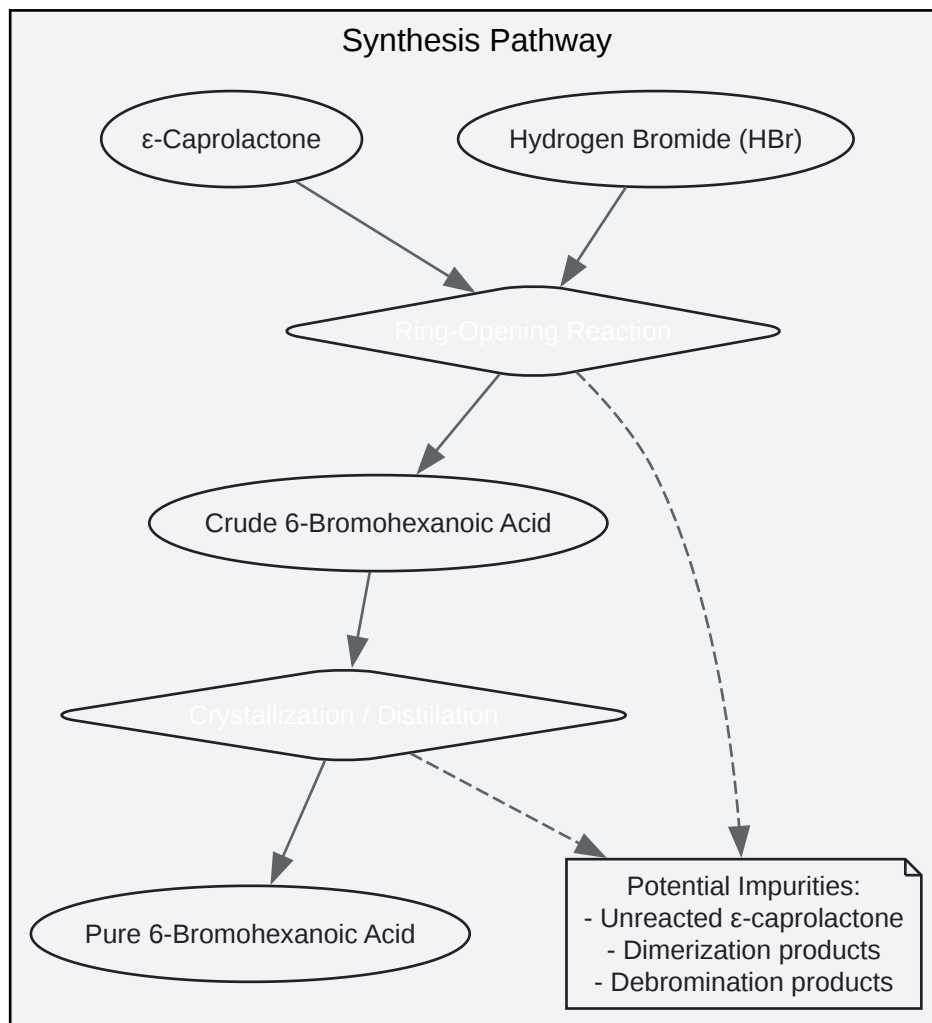 Synthesis Pathway
ε-Caprolactone
Hydrogen Bromide (HBr)
Ring-Opening Reaction
Crude 6-Bromohexanoic Acid
Crystallization / Distillation
Pure 6-Bromohexanoic Acid
Potential Impurities:
- Unreacted ε-caprolactone
- Dimerization products
- Debromination products